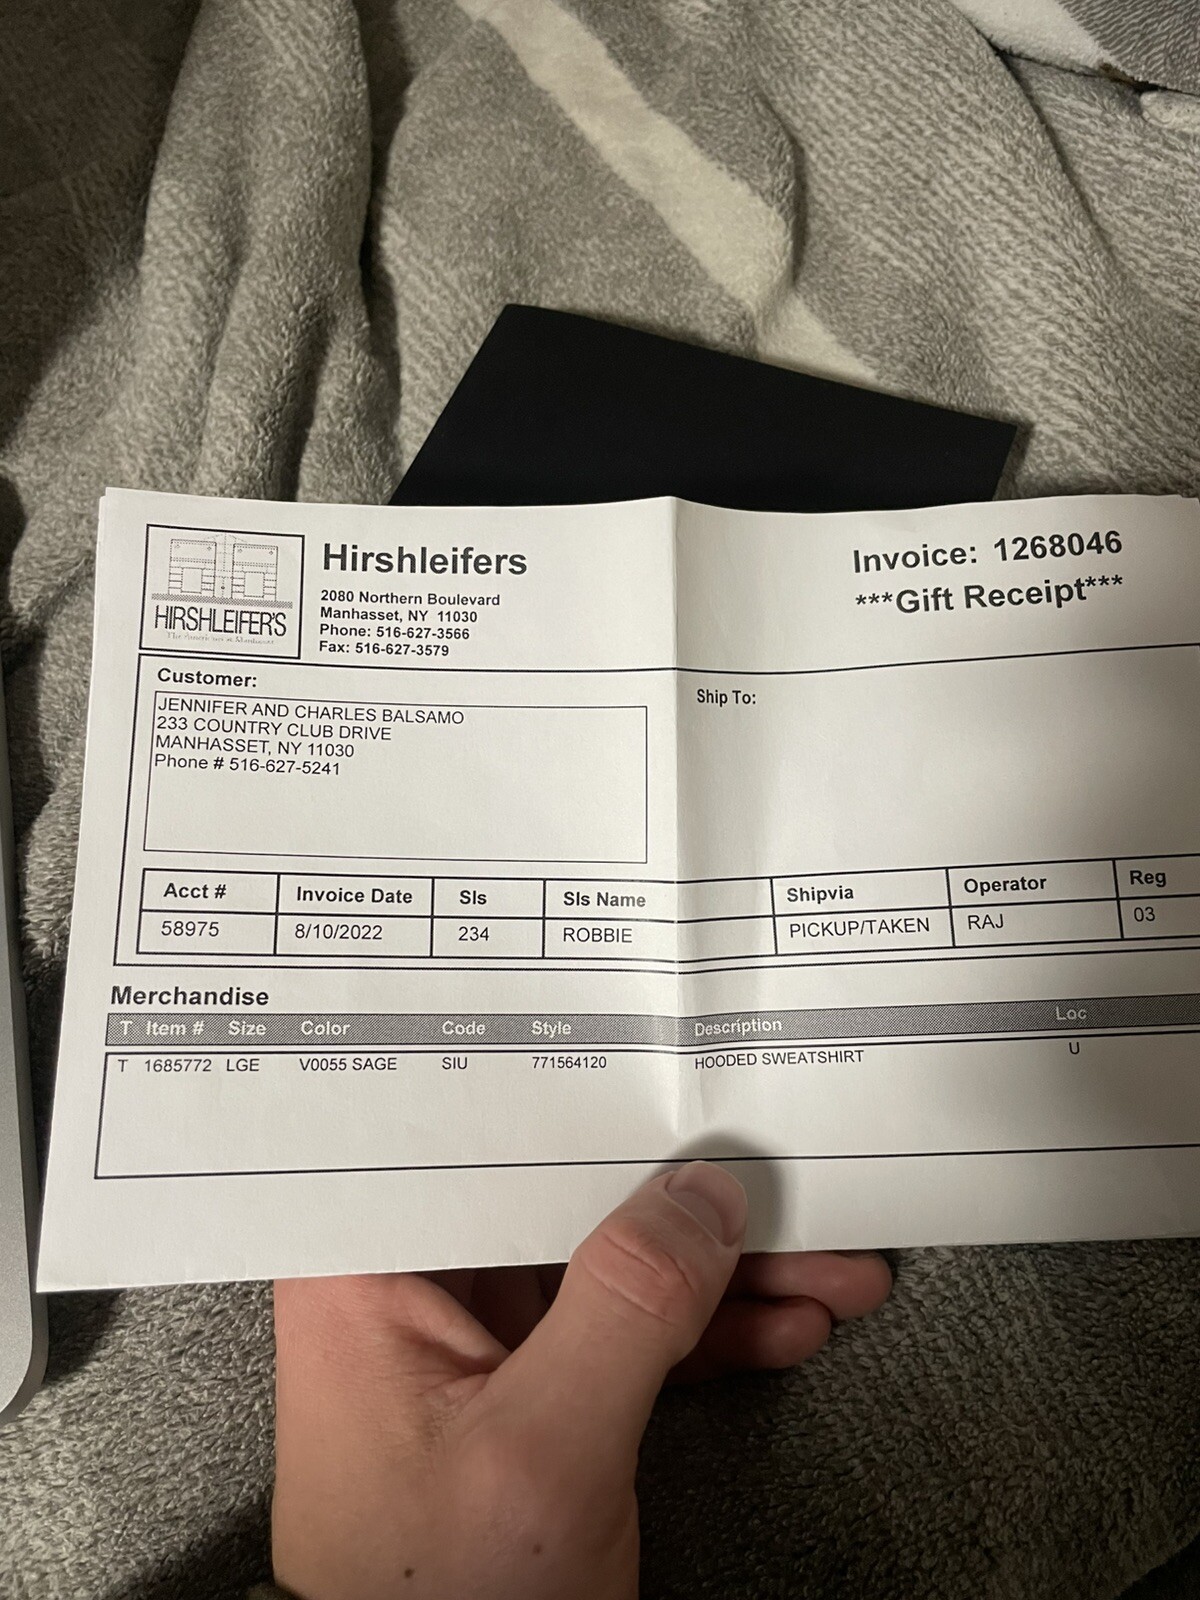 HIRSHLEIFER'S
Hirshleifers
2080 Northern Boulevard
Manhasset, NY 11030
Phone: 516-627-3566
Fax: 516-627-3579
Invoice: 1268046
***Gift Receipt***
Customer:
JENNIFER AND CHARLES BALSAMO
233 COUNTRY CLUB DRIVE
MANHASSET, NY 11030
Phone # 516-627-5241
Ship To:
Acct # Invoice Date Sls Sls Name Shipvia Operator Reg
58975 8/10/2022 234 ROBBIE PICKUP/TAKEN RAJ 03
Merchandise
T Item # Size Color Code Style Description Loc
T 1685772 LGE V0055 SAGE SIU 771564120 HOODED SWEATSHIRT U